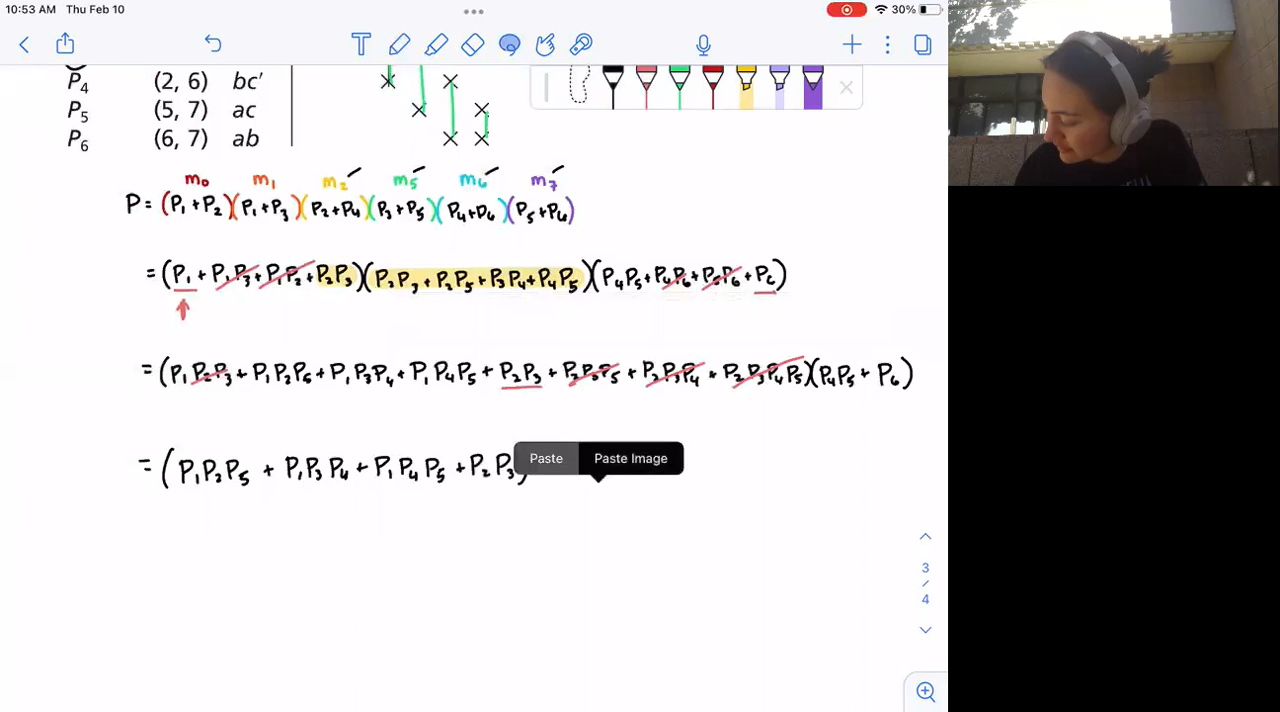 10:53 AM Thu Feb 10
30%
P4 (2, 6) bc′
P5 (5, 7) ac
P6 (6, 7) ab
m0 m1 m2 m5 m6 m7
P = (P1 + P2)(P1 + P3)(P2 + P4)(P3 + P5)(P4 + P6)(P5 + P6)
= (P1 + P1P3 + P1P2 + P2P3)(P2P3 + P2P5 + P3P4 + P4P5)(P4P5 + P4P6 + P5P6 + P6)
= (P1P2P3 + P1P2P5 + P1P3P4 + P1P4P5 + P2P3 + P2P3P5 + P2P3P4 + P2P3P4P5)(P4P5 + P6)
= (P1P2P5 + P1P3P4 + P1P4P5 + P2P3)
Paste Paste Image
3
/
4